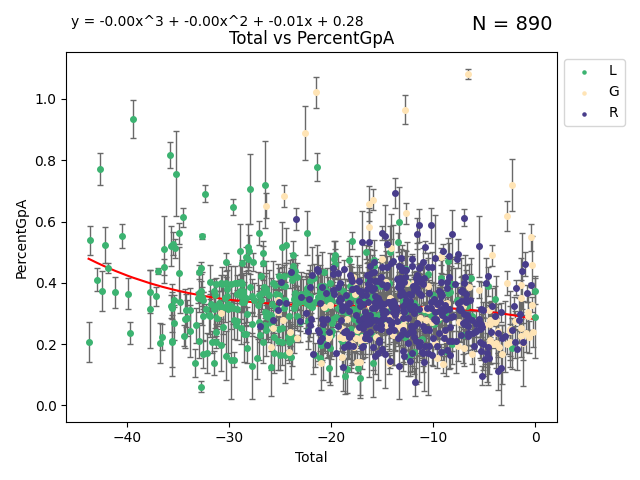 y = -0.00x^3 + -0.00x^2 + -0.01x + 0.28
N = 890
Total vs PercentGpA
L
G
R
PercentGpA
1.0
0.8
0.6
0.4
0.2
0.0
−40
−30
−20
−10
0
Total